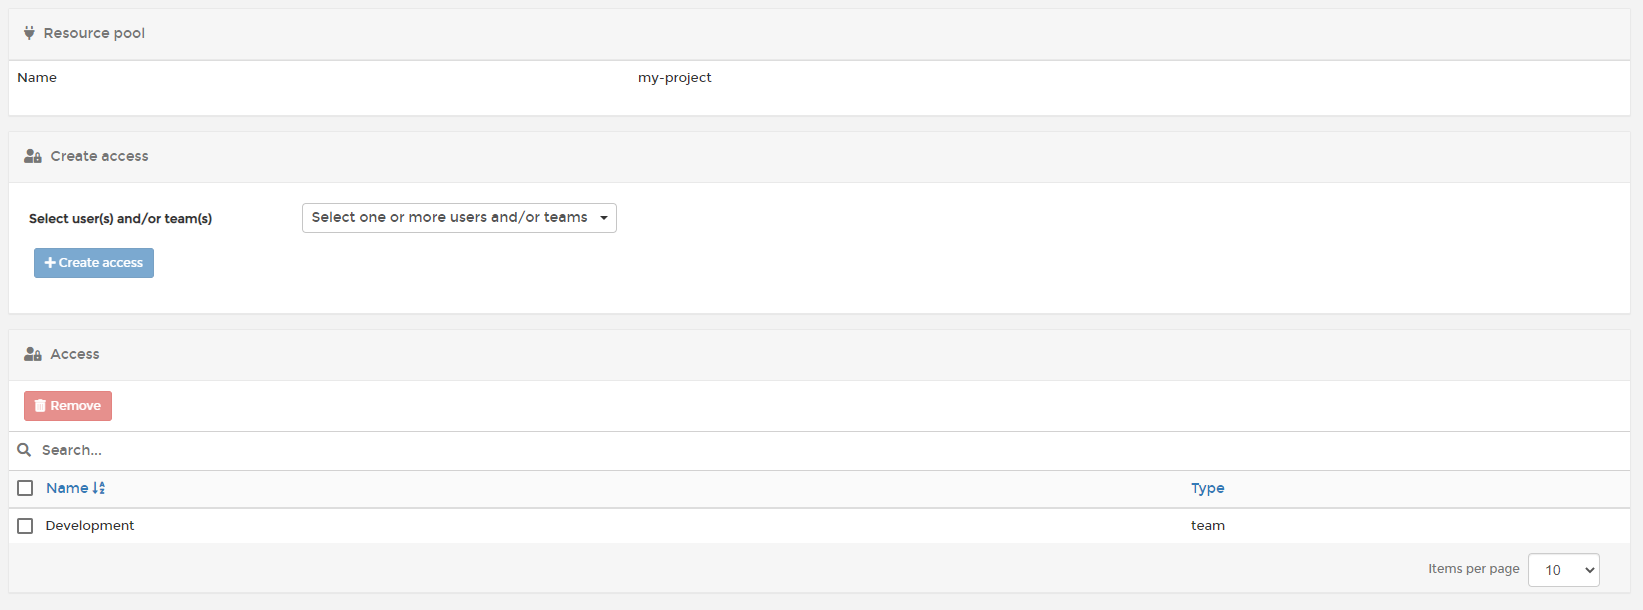 Resource pool
Name my-project
Create access
Select user(s) and/or team(s) Select one or more users and/or teams
Create access
Access
Remove
Search...
Name Type
Development team
Items per page 10